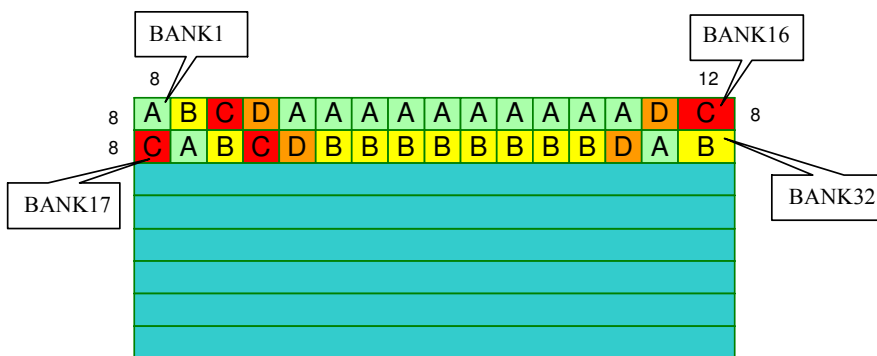 BANK1
BANK16
8 12
8 A B C D A A A A A A A A A A D C 8
8 C A B C D B B B B B B B B D A B
BANK17
BANK32